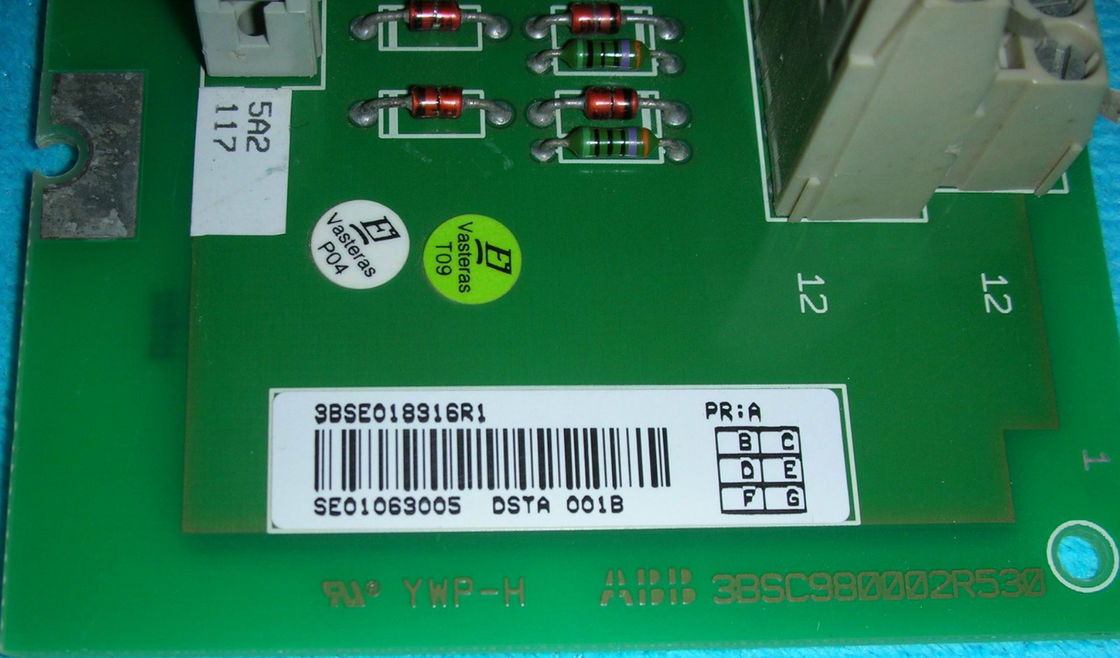 5A2
117
Vasteras
P04
Vasteras
T09
12
12
3BSE018316R1
PR:A
B C
D E
F G
SE01063005 DSTA 001B
1
YWP-H
ABB 3BSC980002R530